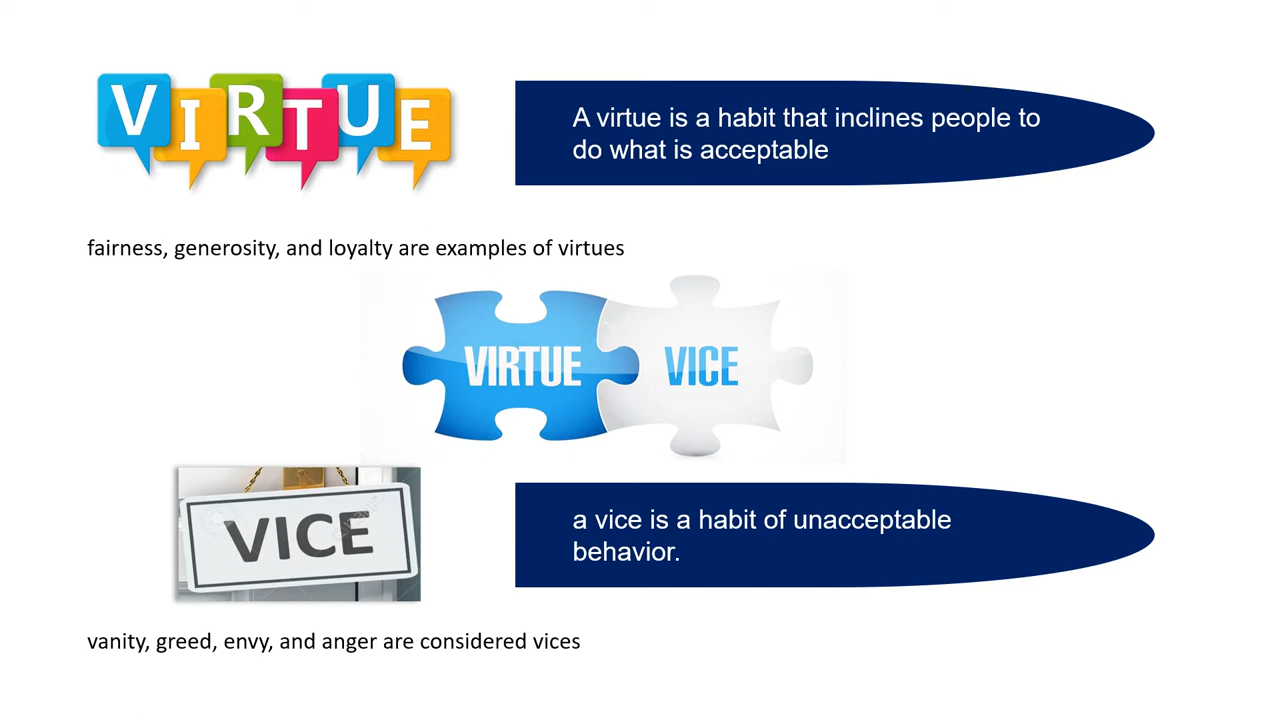 VIRTUE
A virtue is a habit that inclines people to
do what is acceptable
fairness, generosity, and loyalty are examples of virtues
VIRTUE
VICE
VICE
a vice is a habit of unacceptable
behavior.
vanity, greed, envy, and anger are considered vices